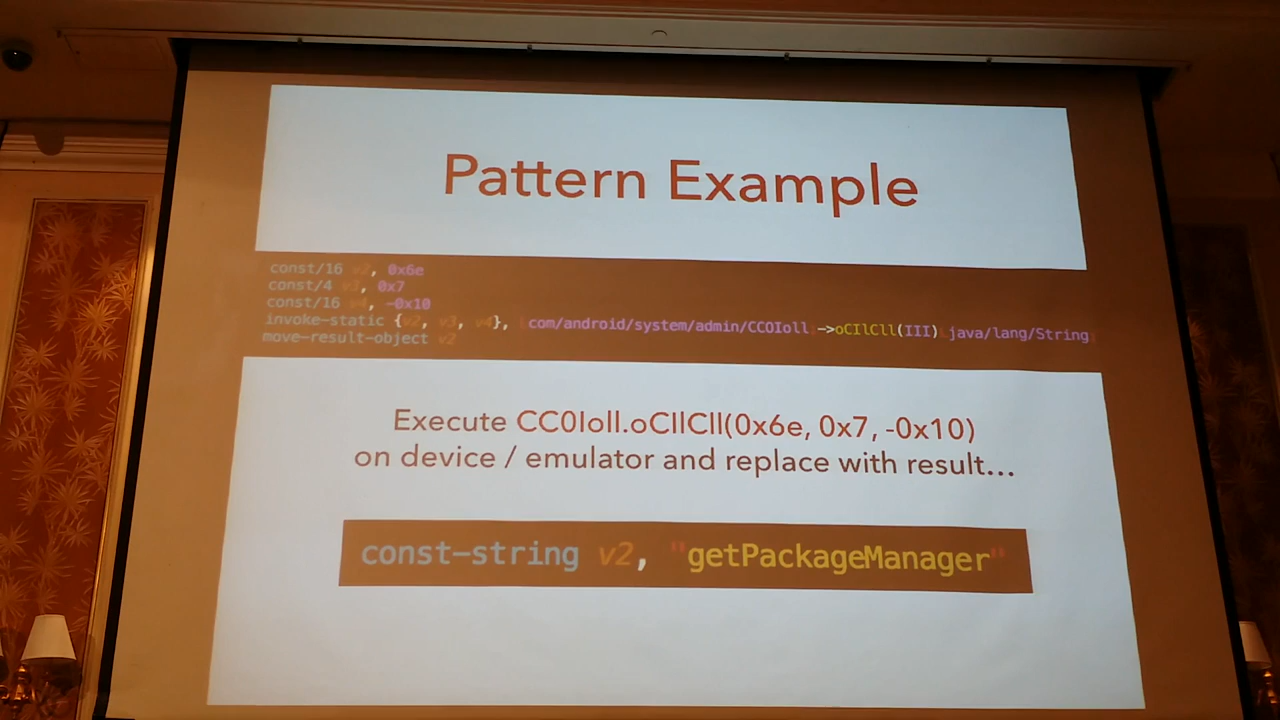 Pattern Example
const/16 v2, 0x6e
const/4 v3, 0x7
const/16 v4, -0x10
invoke-static {v2, v3, v4}, com/android/system/admin/CCOIoll ->oCIlCll(III) java/lang/String
move-result-object v2
Execute CC0Ioll.oCIlCll(0x6e, 0x7, -0x10)
on device / emulator and replace with result…
const-string v2, "getPackageManager"